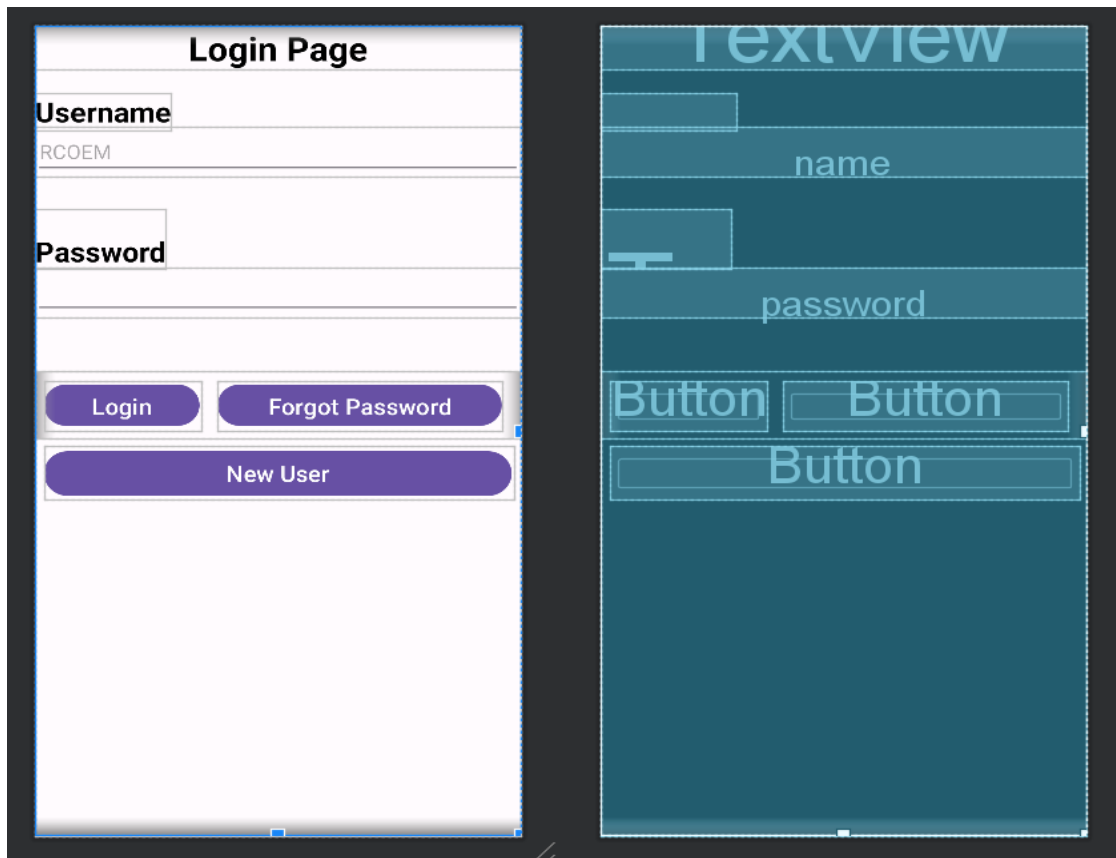 Login Page
Username
RCOEM
Password
Login
Forgot Password
New User
TextView
name
password
Button
Button
Button